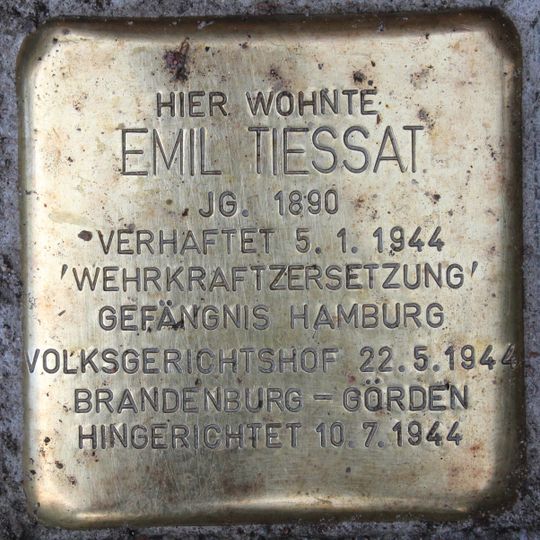 HIER WOHNTE
EMIL TIESSAT
JG. 1890
VERHAFTET 5. 1. 1944
'WEHRKRAFTZERSETZUNG'
GEFÄNGNIS HAMBURG
VOLKSGERICHTSHOF 22.5.1944
BRANDENBURG – GÖRDEN
HINGERICHTET 10.7.1944